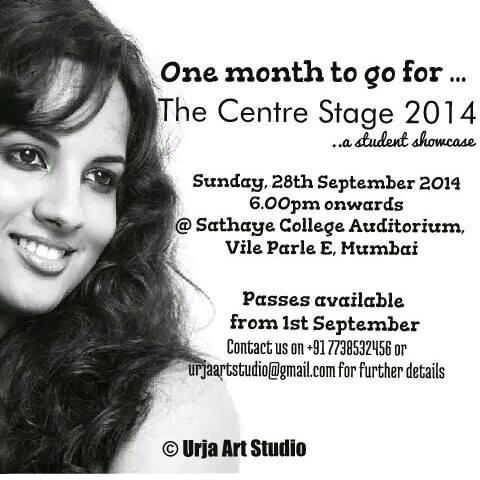 One month to go for ...
The Centre Stage 2014
..a student showcase
Sunday, 28th September 2014
6.00pm onwards
@ Sathaye College Auditorium,
Vile Parle E, Mumbai
Passes available
from 1st September
Contact us on +91 7738532456 or
urjaartstudio@gmail.com for further details
© Urja Art Studio